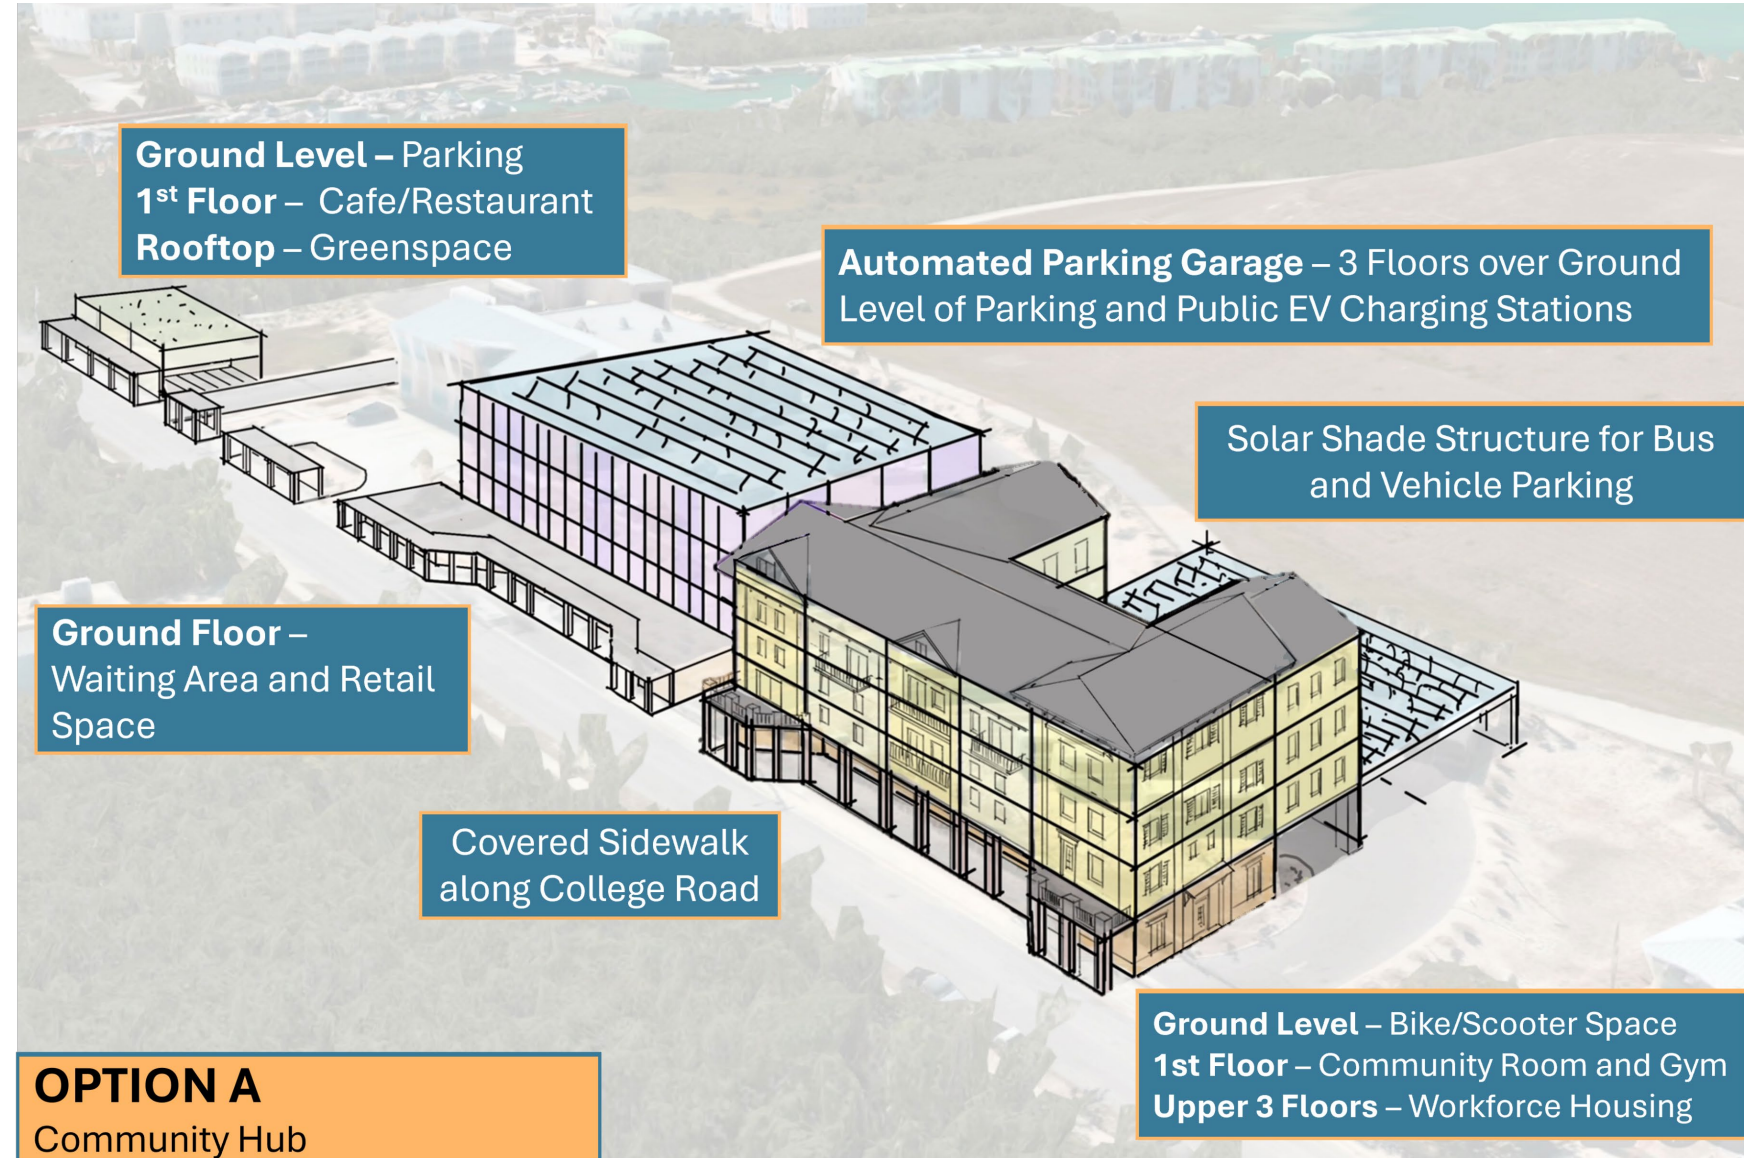 Ground Level – Parking
1st Floor – Cafe/Restaurant
Rooftop – Greenspace
Automated Parking Garage – 3 Floors over Ground
Level of Parking and Public EV Charging Stations
Solar Shade Structure for Bus
and Vehicle Parking
Ground Floor –
Waiting Area and Retail
Space
Covered Sidewalk
along College Road
Ground Level – Bike/Scooter Space
1st Floor – Community Room and Gym
Upper 3 Floors – Workforce Housing
OPTION A
Community Hub